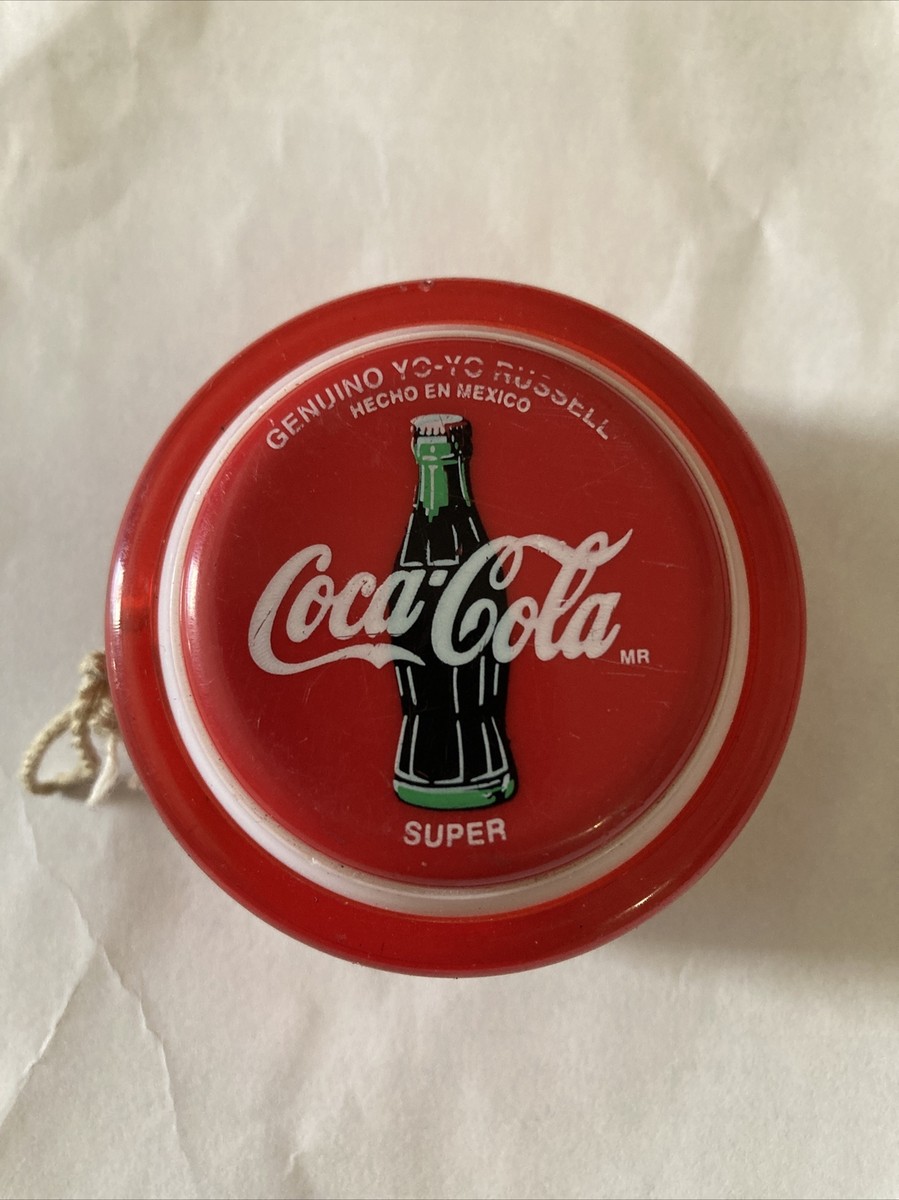 GENUINO YO-YO RUSSELL
HECHO EN MEXICO
Coca-Cola
MR
SUPER